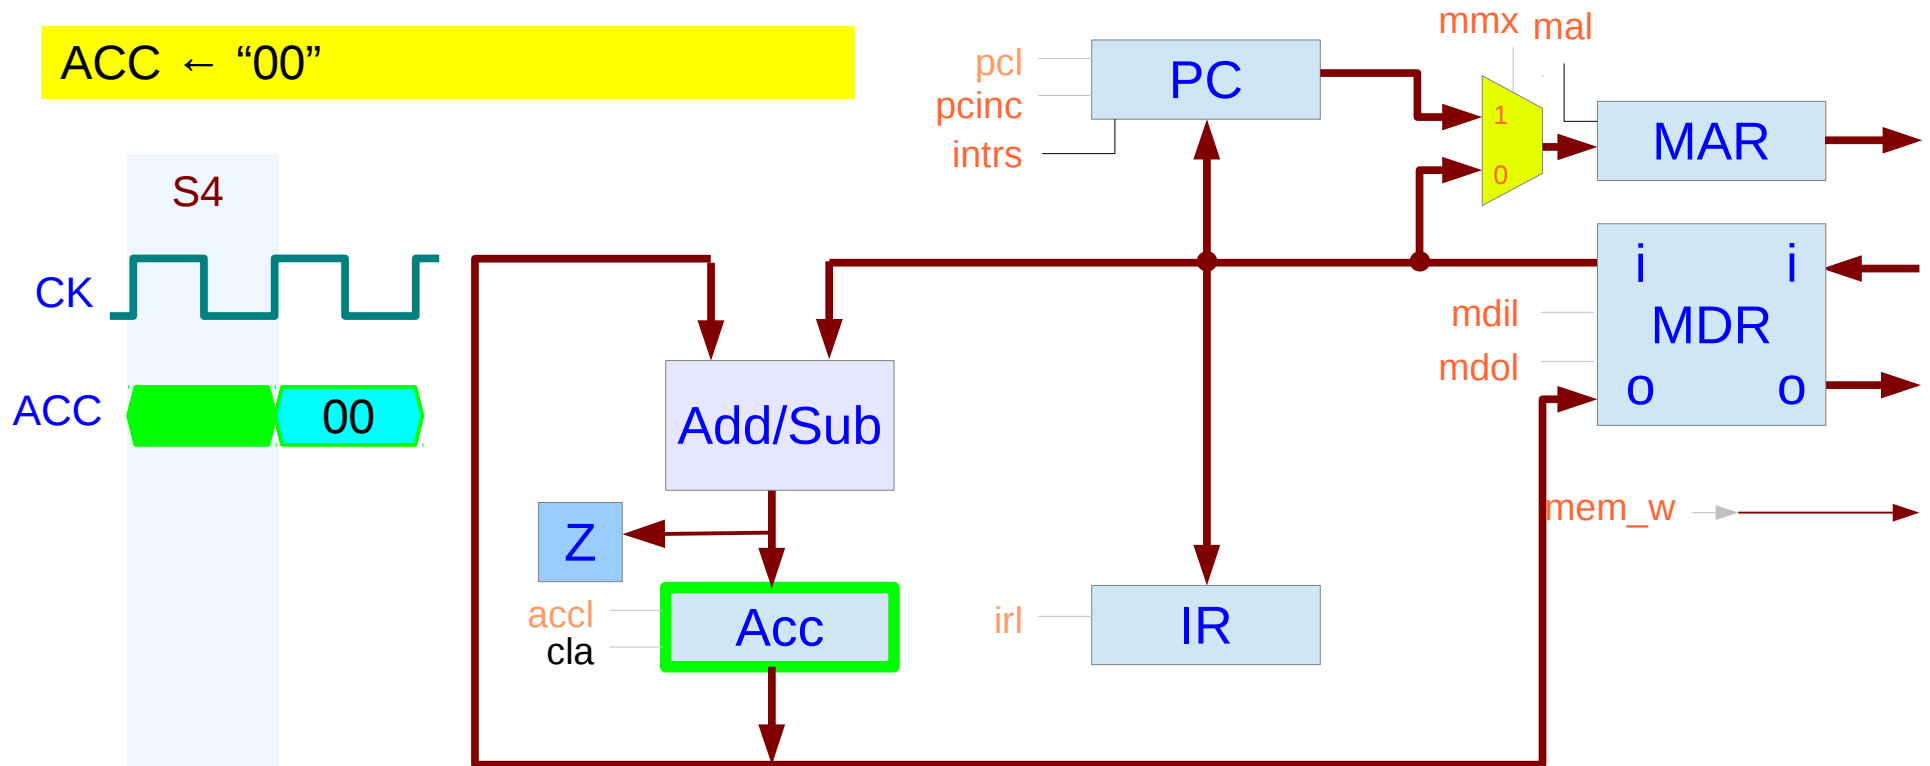 ACC ← “00”
S4
CK
ACC
00
mmx
mal
pcl
pcinc
intrs
PC
1
0
MAR
i
i
mdil
MDR
mdol
o
o
Add/Sub
Z
mem_w
accl
cla
Acc
irl
IR